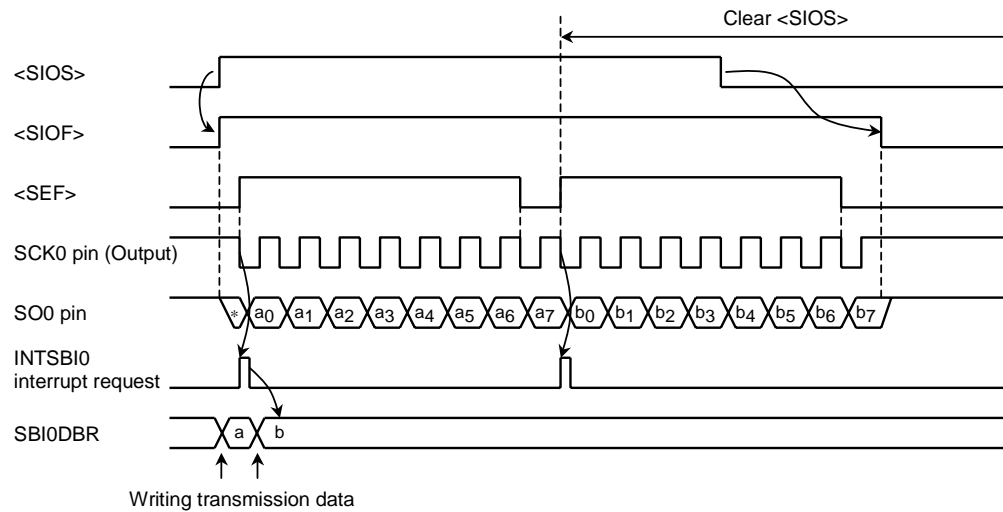 Clear <SIOS>
<SIOS>
<SIOF>
<SEF>
SCK0 pin (Output)
SO0 pin
* a0 a1 a2 a3 a4 a5 a6 a7 b0 b1 b2 b3 b4 b5 b6 b7
INTSBI0
interrupt request
SBI0DBR
a b
Writing transmission data